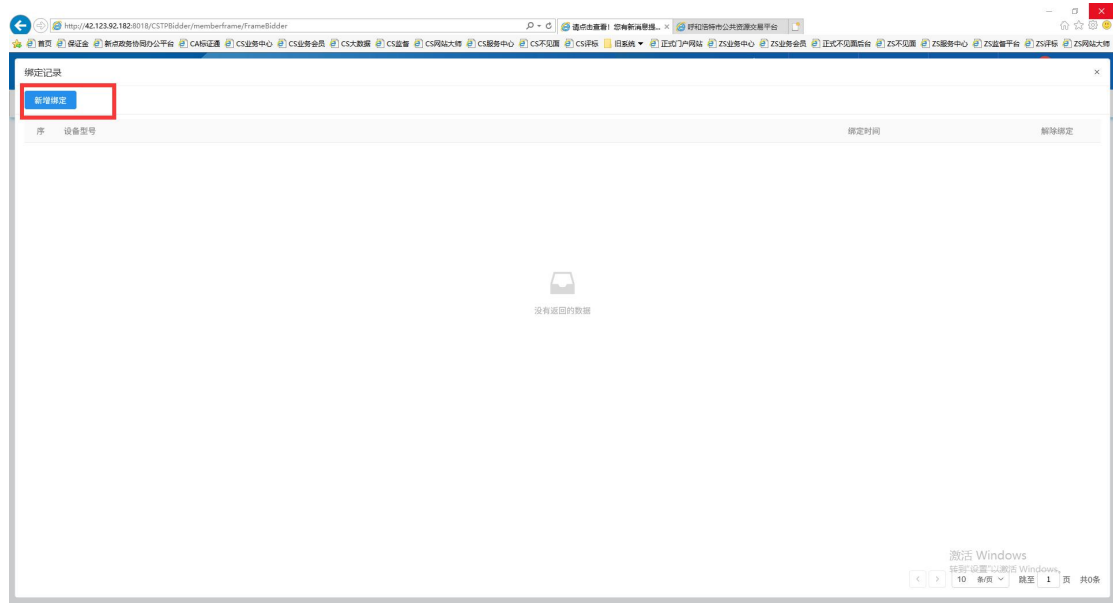 http://42.123.92.182:8018/CSTPBidder/memberframe/FrameBidder
请点击查看！您有新消息提...
呼和浩特市公共资源交易平台
首页 保证金 新点政务协同办公平台 CA标证通 CS业务中心 CS业务会员 CS大数据 CS监督 CS网站大师 CS服务中心 CS不见面 CS评标 旧系统 正式门户网站 ZS业务中心 ZS业务会员 正式不见面后台 ZS不见面 ZS服务中心 ZS监督平台 ZS评标 ZS网站大师
绑定记录
新增绑定
序 设备型号 绑定时间 解除绑定
没有返回的数据
激活 Windows
转到"设置"以激活 Windows。
10 条/页 跳至 1 页 共0条